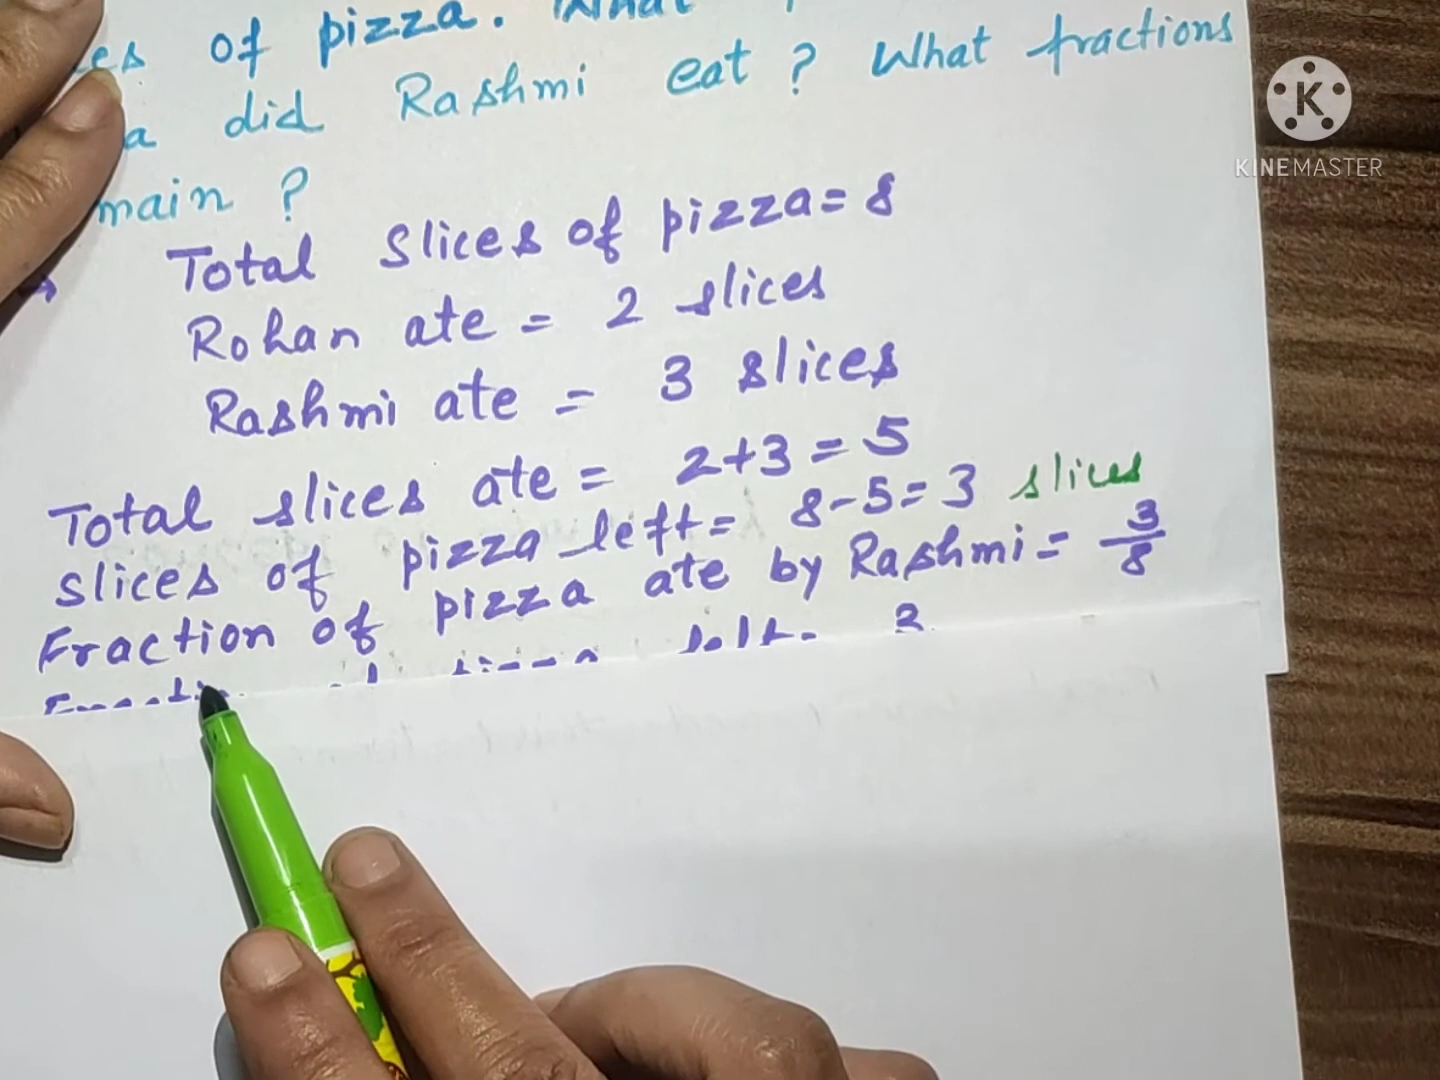 of pizza. What
did Rashmi eat? What fractions
main?
Total slices of pizza = 8
Rohan ate = 2 slices
Rashmi ate = 3 slices
Total slices ate = 2+3=5
slices of pizza left = 8-5=3 slices
Fraction of pizza ate by Rashmi = 3/8
KINEMASTER